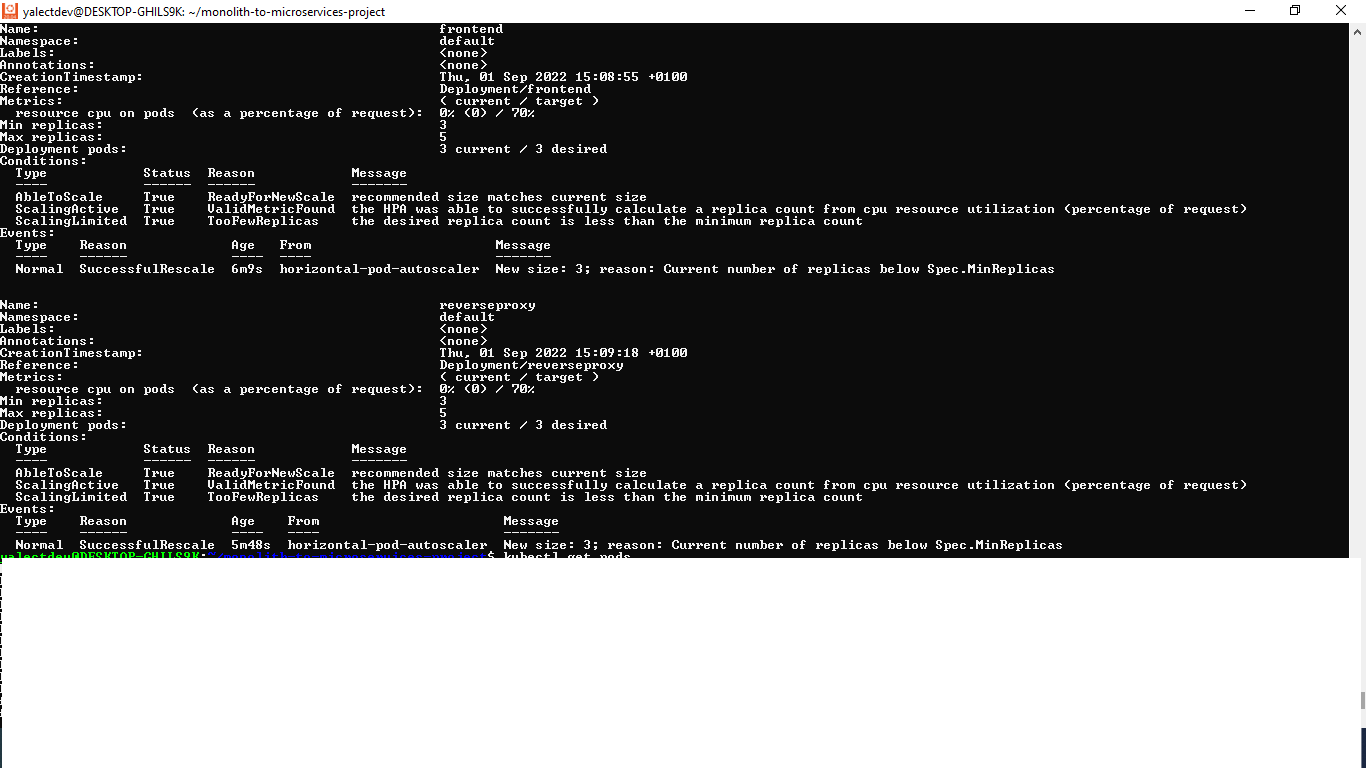 yalectdev@DESKTOP-GHILS9K: ~/monolith-to-microservices-project
Name: frontend
Namespace: default
Labels: <none>
Annotations: <none>
CreationTimestamp: Thu, 01 Sep 2022 15:08:55 +0100
Reference: Deployment/frontend
Metrics: ( current / target )
resource cpu on pods (as a percentage of request): 0% (0) / 70%
Min replicas: 3
Max replicas: 5
Deployment pods: 3 current / 3 desired
Conditions:
Type Status Reason Message
---- ------ ------ -------
AbleToScale True ReadyForNewScale recommended size matches current size
ScalingActive True ValidMetricFound the HPA was able to successfully calculate a replica count from cpu resource utilization (percentage of request)
ScalingLimited True TooFewReplicas the desired replica count is less than the minimum replica count
Events:
Type Reason Age From Message
---- ------ ---- ---- -------
Normal SuccessfulRescale 6m9s horizontal-pod-autoscaler New size: 3; reason: Current number of replicas below Spec.MinReplicas
Name: reverseproxy
Namespace: default
Labels: <none>
Annotations: <none>
CreationTimestamp: Thu, 01 Sep 2022 15:09:18 +0100
Reference: Deployment/reverseproxy
Metrics: ( current / target )
resource cpu on pods (as a percentage of request): 0% (0) / 70%
Min replicas: 3
Max replicas: 5
Deployment pods: 3 current / 3 desired
Conditions:
Type Status Reason Message
---- ------ ------ -------
AbleToScale True ReadyForNewScale recommended size matches current size
ScalingActive True ValidMetricFound the HPA was able to successfully calculate a replica count from cpu resource utilization (percentage of request)
ScalingLimited True TooFewReplicas the desired replica count is less than the minimum replica count
Events:
Type Reason Age From Message
---- ------ ---- ---- -------
Normal SuccessfulRescale 5m48s horizontal-pod-autoscaler New size: 3; reason: Current number of replicas below Spec.MinReplicas
yalectdev@DESKTOP-GHILS9K:~/monolith-to-microservices-project$ kubectl get pods